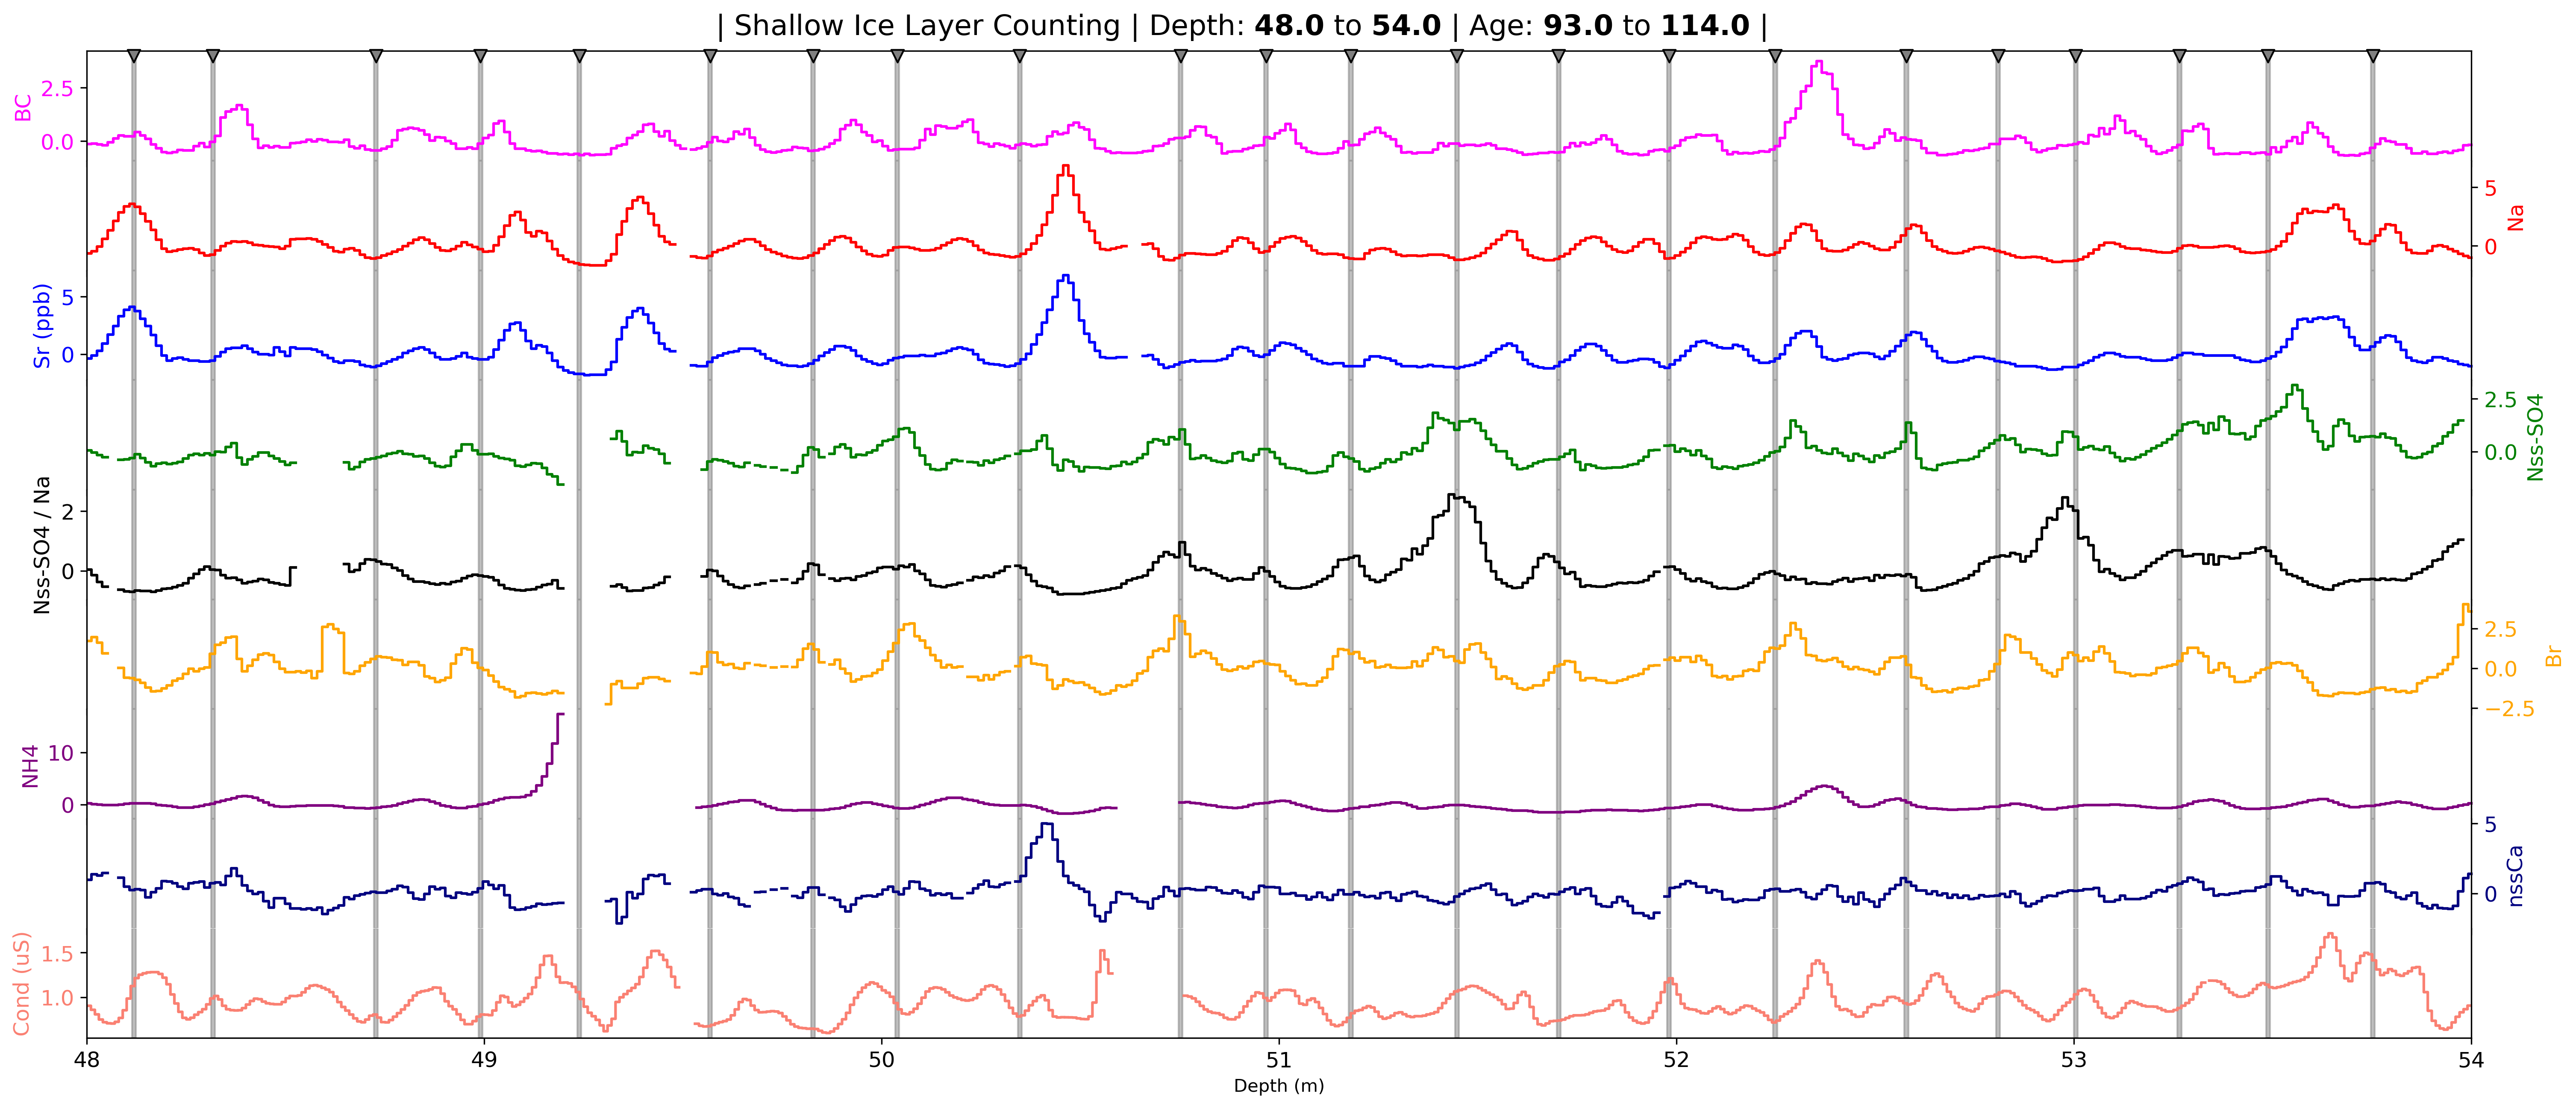 | Shallow Ice Layer Counting | Depth: 48.0 to 54.0 | Age: 93.0 to 114.0 |
BC
2.5
0.0
5
0
Na
Sr (ppb)
5
0
2.5
0.0
Nss-SO4
Nss-SO4 / Na
2
0
2.5
0.0
−2.5
Br
NH4
10
0
5
0
nssCa
Cond (uS)
1.5
1.0
48 49 50 51 52 53 54
Depth (m)